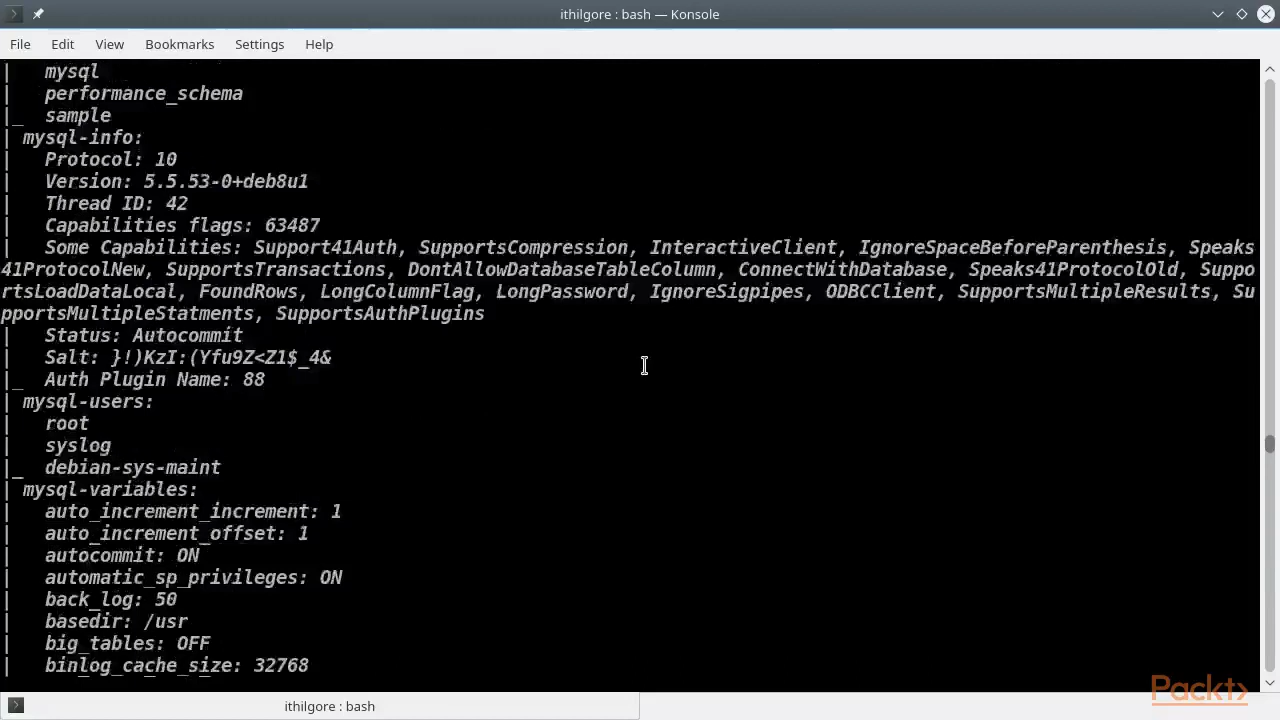 ithilgore : bash — Konsole
File Edit View Bookmarks Settings Help
| mysql
| performance_schema
|_ sample
| mysql-info:
| Protocol: 10
| Version: 5.5.53-0+deb8u1
| Thread ID: 42
| Capabilities flags: 63487
| Some Capabilities: Support41Auth, SupportsCompression, InteractiveClient, IgnoreSpaceBeforeParenthesis, Speaks
41ProtocolNew, SupportsTransactions, DontAllowDatabaseTableColumn, ConnectWithDatabase, Speaks41ProtocolOld, Suppo
rtsLoadDataLocal, FoundRows, LongColumnFlag, LongPassword, IgnoreSigpipes, ODBCClient, SupportsMultipleResults, Su
pportsMultipleStatments, SupportsAuthPlugins
| Status: Autocommit
| Salt: }!)KzI:(Yfu9Z<Z1$_4&
|_ Auth Plugin Name: 88
| mysql-users:
| root
| syslog
|_ debian-sys-maint
| mysql-variables:
| auto_increment_increment: 1
| auto_increment_offset: 1
| autocommit: ON
| automatic_sp_privileges: ON
| back_log: 50
| basedir: /usr
| big_tables: OFF
| binlog_cache_size: 32768
Packt>
ithilgore : bash